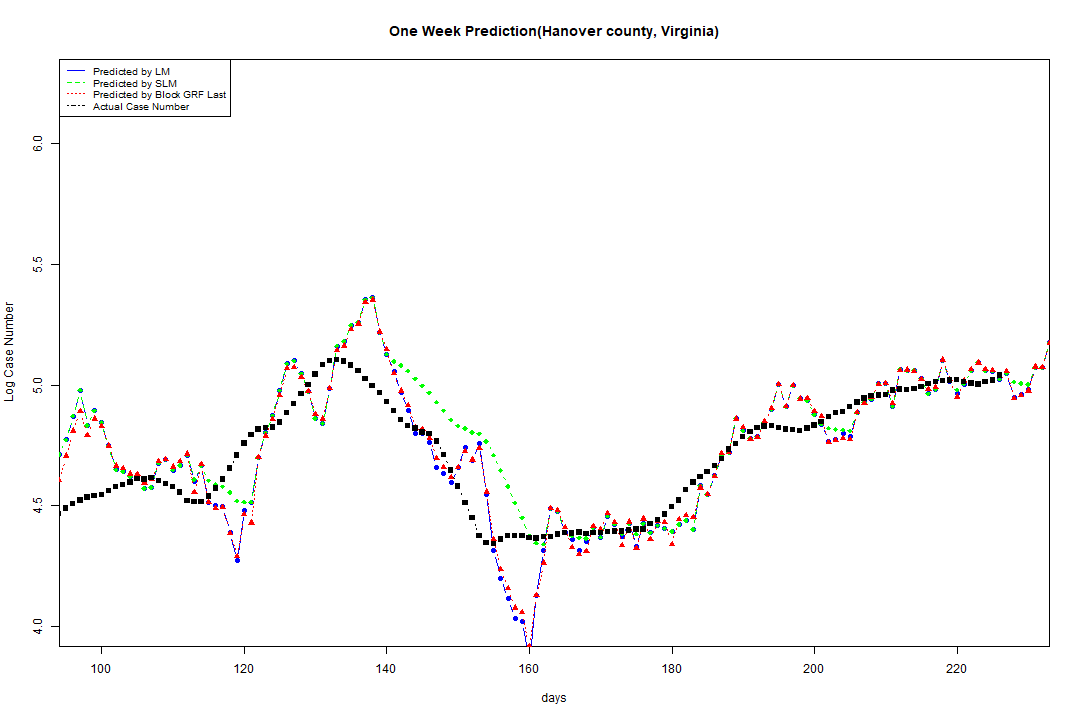 One Week Prediction(Hanover county, Virginia)
Predicted by LM
Predicted by SLM
Predicted by Block GRF Last
Actual Case Number
6.0
5.5
5.0
4.5
4.0
Log Case Number
100 120 140 160 180 200 220
days